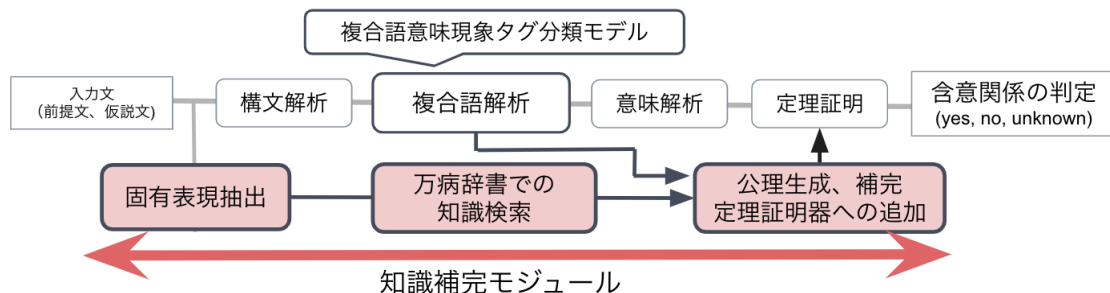 複合語意味現象タグ分類モデル
入力文
(前提文、仮説文)
構文解析
複合語解析
意味解析
定理証明
含意関係の判定
(yes, no, unknown)
固有表現抽出
万病辞書での
知識検索
公理生成、補完
定理証明器への追加
知識補完モジュール